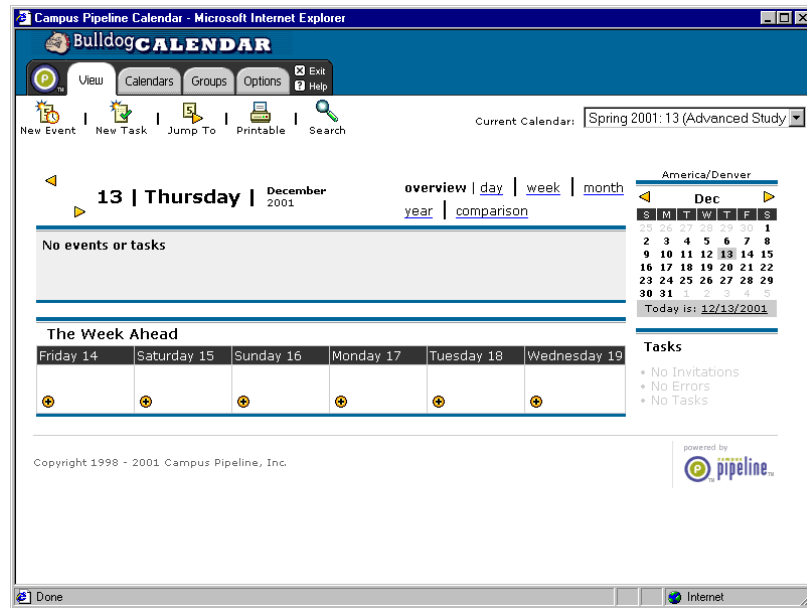 Campus Pipeline Calendar - Microsoft Internet Explorer
Bulldog CALENDAR
View Calendars Groups Options Exit
Help
New Event New Task Jump To Printable Search
Current Calendar: Spring 2001: 13 (Advanced Study
America/Denver
13 | Thursday | December 2001
overview | day | week | month
year | comparison
Dec
S M T W T F S
25 26 27 28 29 30 1
2 3 4 5 6 7 8
9 10 11 12 13 14 15
16 17 18 19 20 21 22
23 24 25 26 27 28 29
30 31 1 2 3 4 5
Today is: 12/13/2001
No events or tasks
The Week Ahead
Friday 14 Saturday 15 Sunday 16 Monday 17 Tuesday 18 Wednesday 19
Tasks
• No Invitations
• No Errors
• No Tasks
Copyright 1998 - 2001 Campus Pipeline, Inc.
powered by
campus
pipeline™
Done
Internet